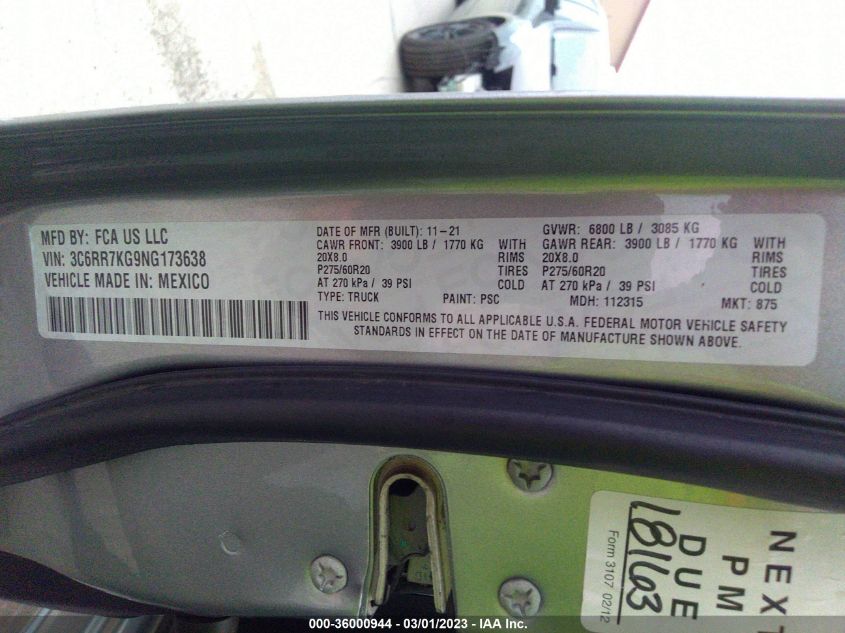 MFD BY: FCA US LLC
VIN: 3C6RR7KG9NG173638
VEHICLE MADE IN: MEXICO
DATE OF MFR (BUILT): 11-21
GVWR: 6800 LB / 3085 KG
CAWR FRONT: 3900 LB / 1770 KG WITH
20X8.0 RIMS
P275/60R20 TIRES
AT 270 kPa / 39 PSI COLD
GAWR REAR: 3900 LB / 1770 KG WITH
20X8.0 RIMS
P275/60R20 TIRES
AT 270 kPa / 39 PSI COLD
TYPE: TRUCK PAINT: PSC MDH: 112315 MKT: 875
THIS VEHICLE CONFORMS TO ALL APPLICABLE U.S.A. FEDERAL MOTOR VEHICLE SAFETY
STANDARDS IN EFFECT ON THE DATE OF MANUFACTURE SHOWN ABOVE.
NEXT
PM
DUE
181603
Form 3107 02/12
000-36000944 — 03/01/2023 — IAA Inc.